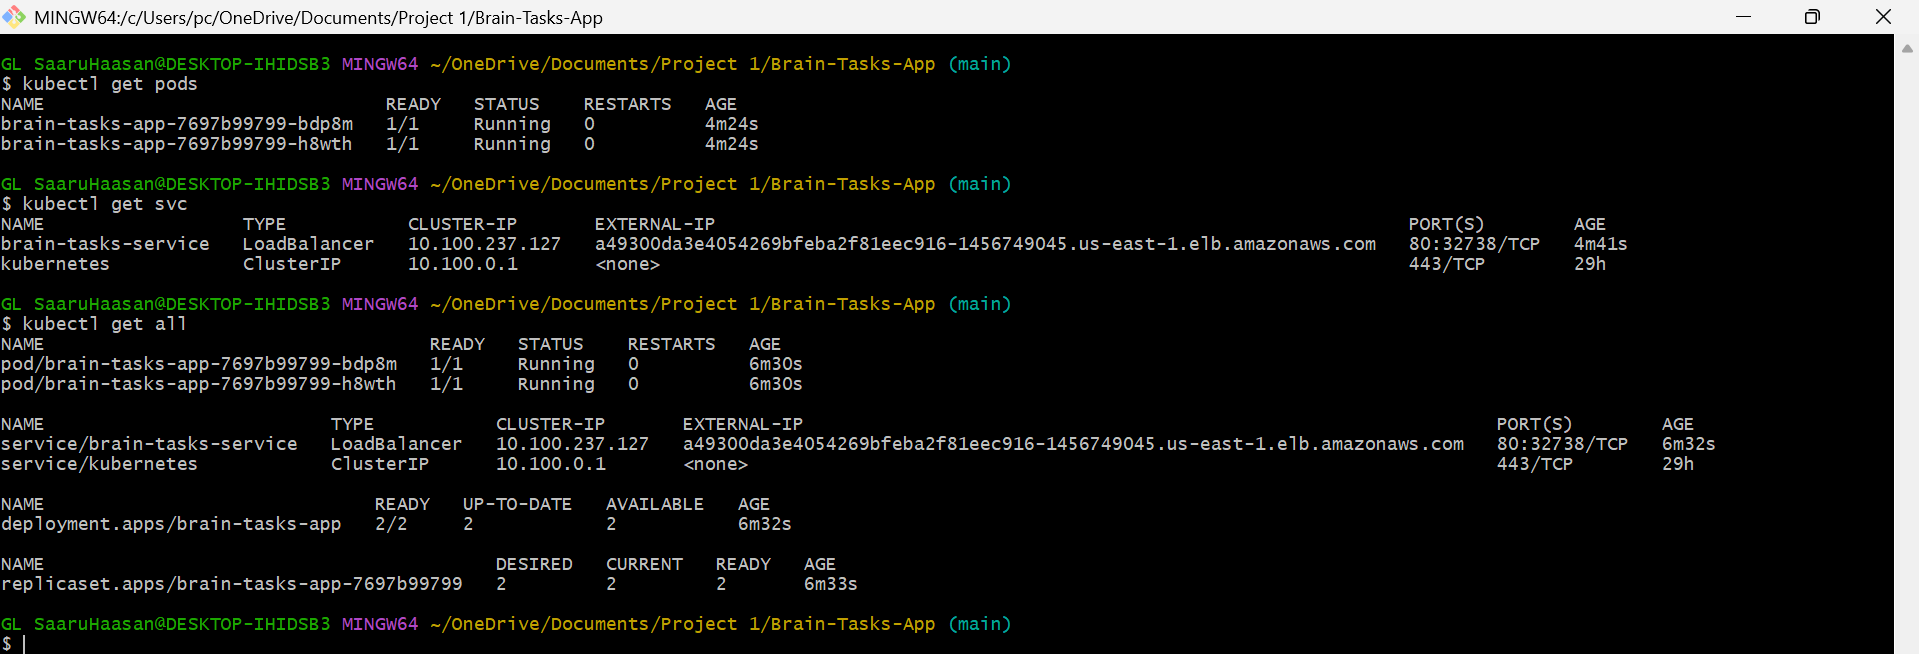 MINGW64:/c/Users/pc/OneDrive/Documents/Project 1/Brain-Tasks-App
GL SaaruHaasan@DESKTOP-IHIDSB3 MINGW64 ~/OneDrive/Documents/Project 1/Brain-Tasks-App (main)
$ kubectl get pods
NAME READY STATUS RESTARTS AGE
brain-tasks-app-7697b99799-bdp8m 1/1 Running 0 4m24s
brain-tasks-app-7697b99799-h8wth 1/1 Running 0 4m24s
GL SaaruHaasan@DESKTOP-IHIDSB3 MINGW64 ~/OneDrive/Documents/Project 1/Brain-Tasks-App (main)
$ kubectl get svc
NAME TYPE CLUSTER-IP EXTERNAL-IP PORT(S) AGE
brain-tasks-service LoadBalancer 10.100.237.127 a49300da3e4054269bfeba2f81eec916-1456749045.us-east-1.elb.amazonaws.com 80:32738/TCP 4m41s
kubernetes ClusterIP 10.100.0.1 <none> 443/TCP 29h
GL SaaruHaasan@DESKTOP-IHIDSB3 MINGW64 ~/OneDrive/Documents/Project 1/Brain-Tasks-App (main)
$ kubectl get all
NAME READY STATUS RESTARTS AGE
pod/brain-tasks-app-7697b99799-bdp8m 1/1 Running 0 6m30s
pod/brain-tasks-app-7697b99799-h8wth 1/1 Running 0 6m30s
NAME TYPE CLUSTER-IP EXTERNAL-IP PORT(S) AGE
service/brain-tasks-service LoadBalancer 10.100.237.127 a49300da3e4054269bfeba2f81eec916-1456749045.us-east-1.elb.amazonaws.com 80:32738/TCP 6m32s
service/kubernetes ClusterIP 10.100.0.1 <none> 443/TCP 29h
NAME READY UP-TO-DATE AVAILABLE AGE
deployment.apps/brain-tasks-app 2/2 2 2 6m32s
NAME DESIRED CURRENT READY AGE
replicaset.apps/brain-tasks-app-7697b99799 2 2 2 6m33s
GL SaaruHaasan@DESKTOP-IHIDSB3 MINGW64 ~/OneDrive/Documents/Project 1/Brain-Tasks-App (main)
$